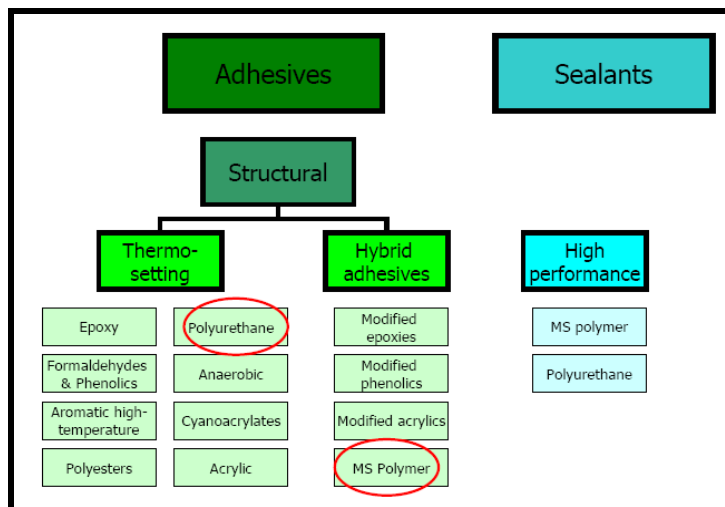 Adhesives
Sealants
Structural
Thermo-
setting
Hybrid
adhesives
High
performance
Epoxy
Polyurethane
Modified
epoxies
MS polymer
Formaldehydes
& Phenolics
Anaerobic
Modified
phenolics
Polyurethane
Aromatic high-
temperature
Cyanoacrylates
Modified acrylics
Polyesters
Acrylic
MS Polymer